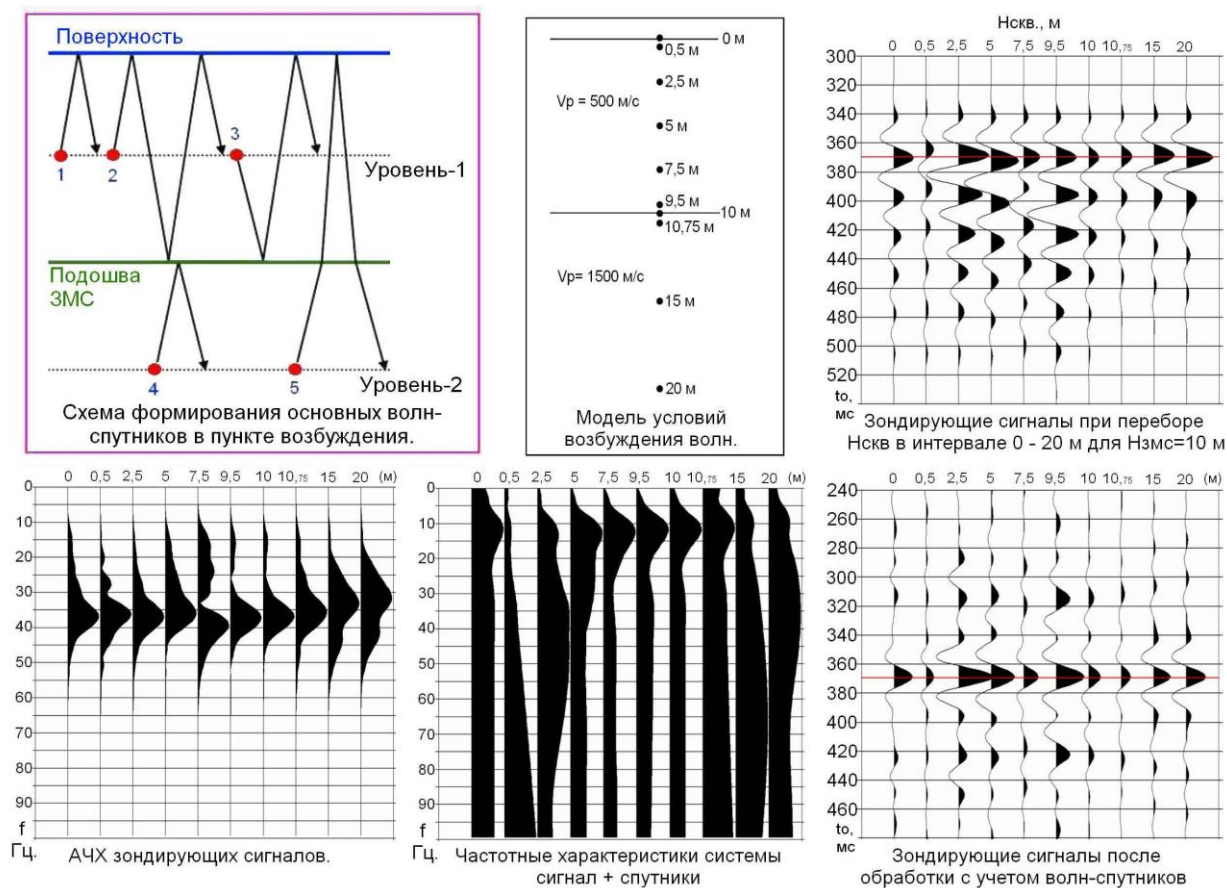 Поверхность
1
2
3
Уровень-1
Подошва
ЗМС
4
5
Уровень-2
Схема формирования основных волн-
спутников в пункте возбуждения.
0 м
0,5 м
2,5 м
Vp = 500 м/с
5 м
7,5 м
9,5 м
10 м
10,75 м
Vp= 1500 м/с
15 м
20 м
Модель условий
возбуждения волн.
Hскв., м
0 0,5 2,5 5 7,5 9,5 10 10,75 15 20
300
320
340
360
380
400
420
440
460
480
500
520
to,
мс
Зондирующие сигналы при переборе
Нскв в интервале 0 - 20 м для Нзмс=10 м
0 0,5 2,5 5 7,5 9,5 10 10,75 15 20 (м)
0
10
20
30
40
50
60
70
80
90
f
Гц.
АЧХ зондирующих сигналов.
0 0,5 2,5 5 7,5 9,5 10 10,75 15 20 (м)
0
10
20
30
40
50
60
70
80
90
f
Гц.
Частотные характеристики системы
сигнал + спутники
0 0,5 2,5 5 7,5 9,5 10 10,75 15 20 (м)
240
260
280
300
320
340
360
380
400
420
440
460
to,
мс
Зондирующие сигналы после
обработки с учетом волн-спутников